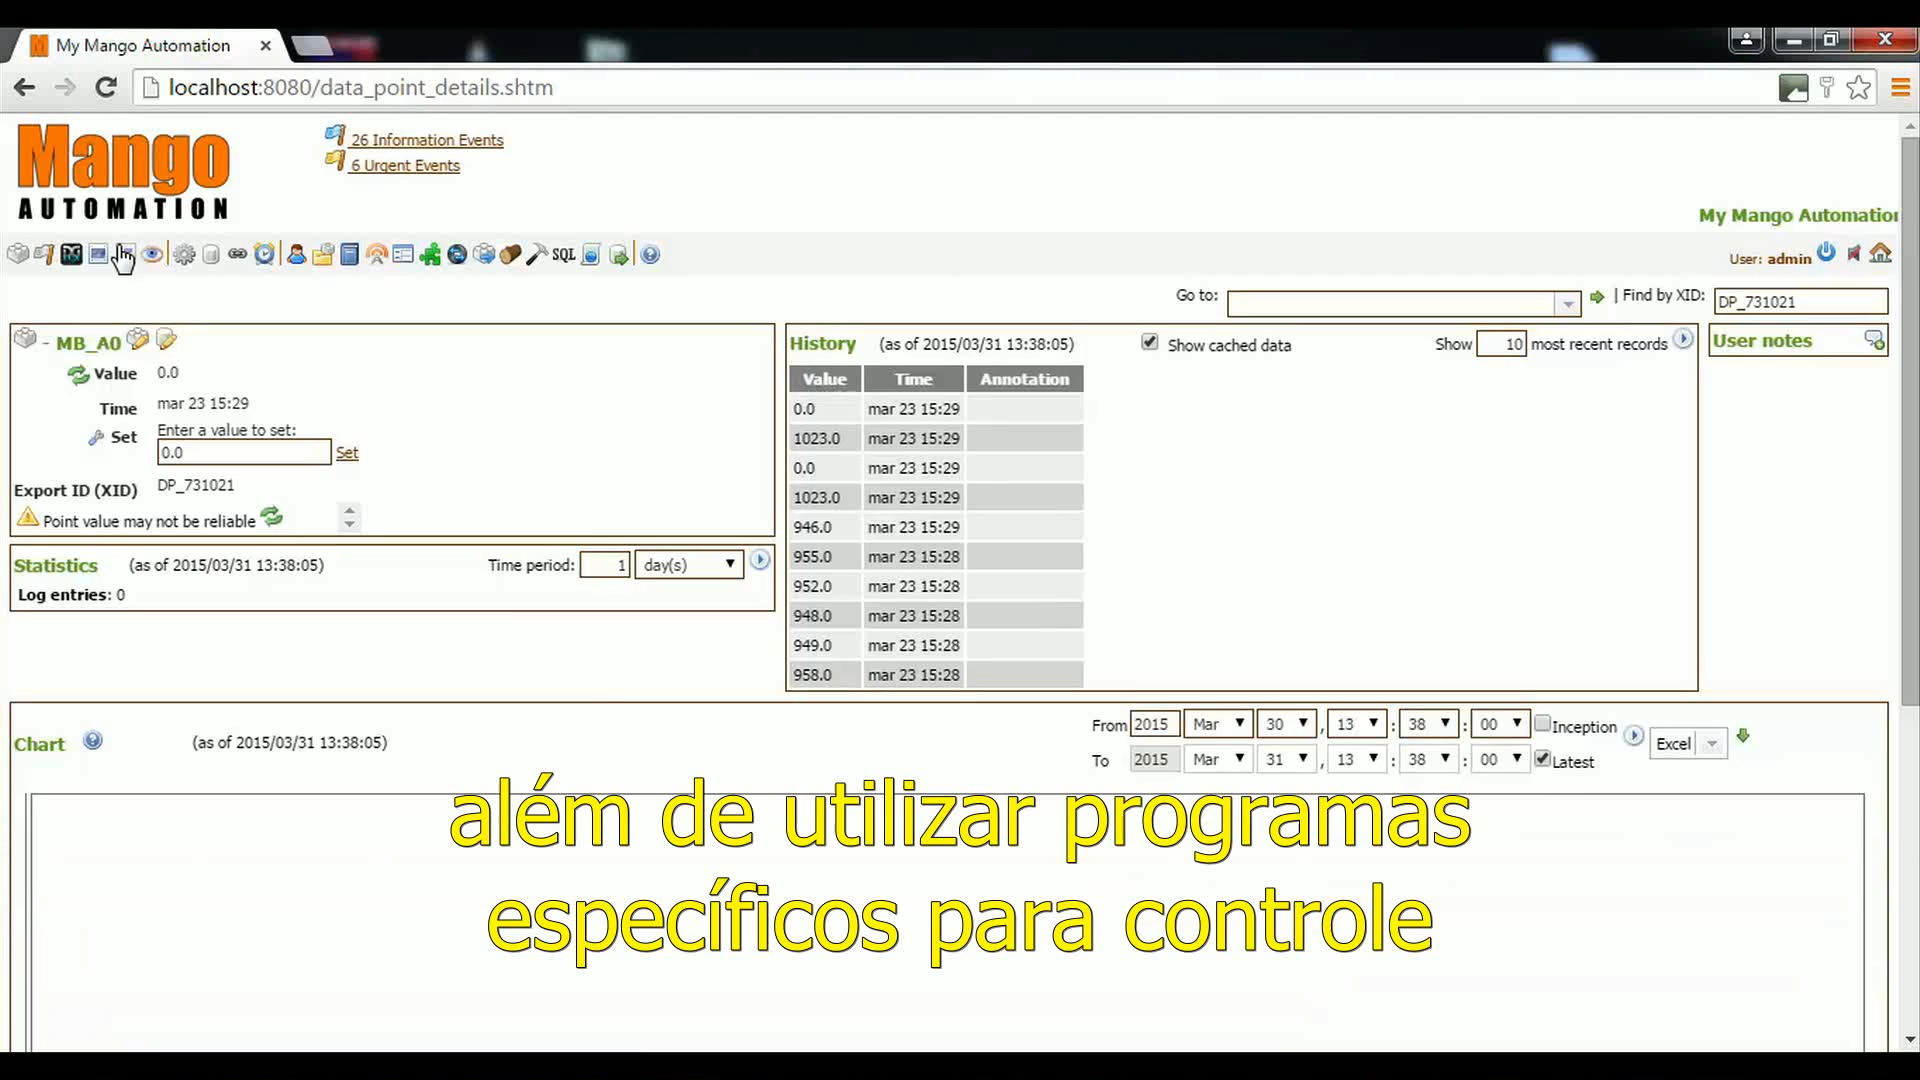 My Mango Automation
localhost:8080/data_point_details.shtm
Mango
AUTOMATION
26 Information Events
6 Urgent Events
My Mango Automation
SQL
User: admin
Go to:
Find by XID: DP_731021
- MB_A0
Value 0.0
Time mar 23 15:29
Set Enter a value to set:
0.0 Set
Export ID (XID) DP_731021
Point value may not be reliable
Statistics (as of 2015/03/31 13:38:05) Time period: 1 day(s)
Log entries: 0
History (as of 2015/03/31 13:38:05) Show cached data Show 10 most recent records
Value Time Annotation
0.0 mar 23 15:29
1023.0 mar 23 15:29
0.0 mar 23 15:29
1023.0 mar 23 15:29
946.0 mar 23 15:29
955.0 mar 23 15:28
952.0 mar 23 15:28
948.0 mar 23 15:28
949.0 mar 23 15:28
958.0 mar 23 15:28
User notes
Chart (as of 2015/03/31 13:38:05)
From 2015 Mar 30 , 13 : 38 : 00 Inception
To 2015 Mar 31 , 13 : 38 : 00 Latest
Excel
além de utilizar programas
específicos para controle